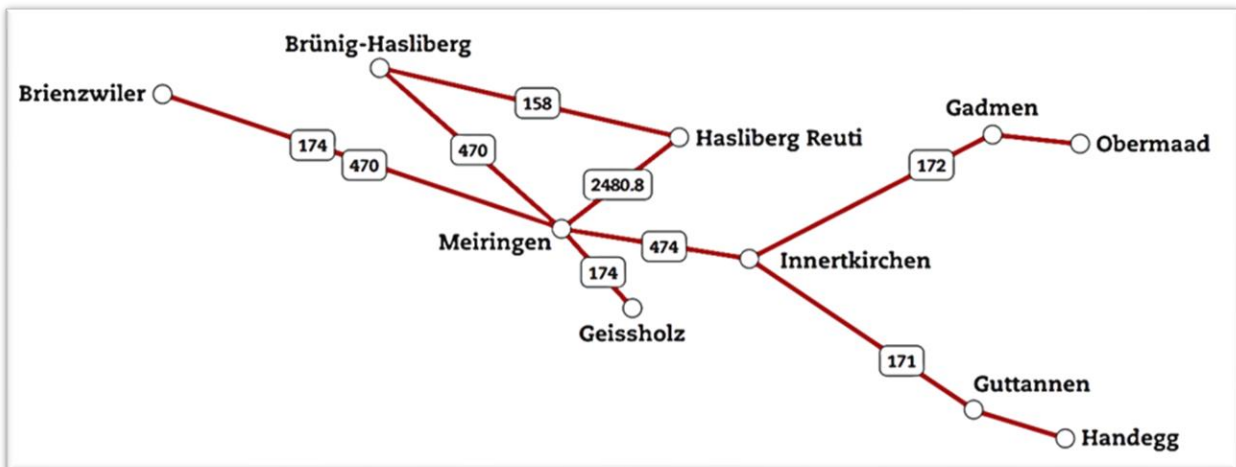 Brünig-Hasliberg
Brienzwiler
158
Gadmen
174
470
470
Hasliberg Reuti
172
Obermaad
2480.8
Meiringen
474
Innertkirchen
174
Geissholz
171
Guttannen
Handegg